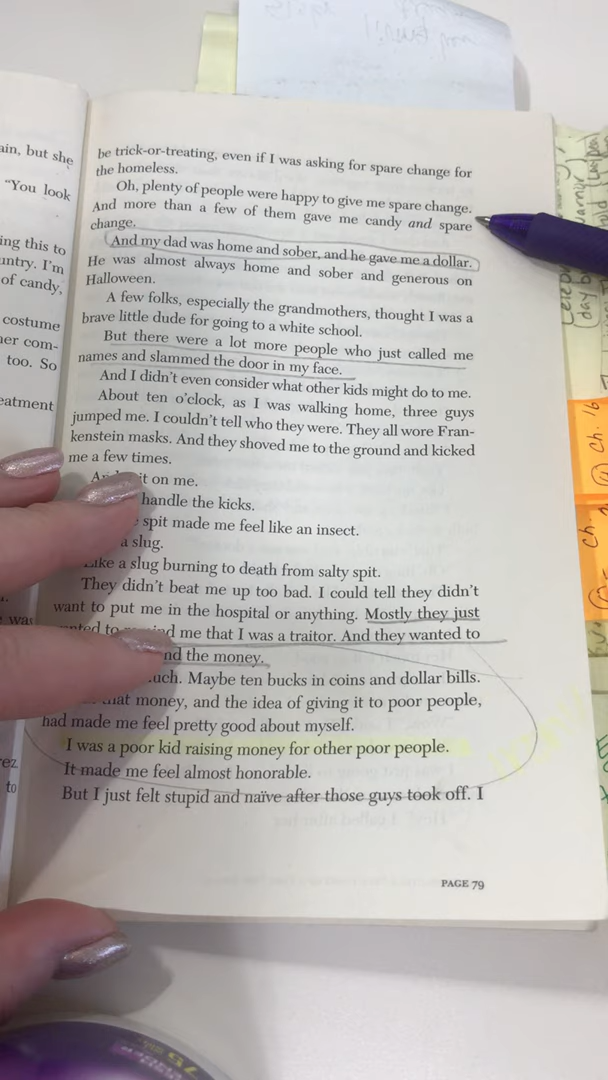 ain, but she
"You look
ing this to
untry. I'm
of candy,
costume
her com-
too. So
eatment
was
rez
to
be trick-or-treating, even if I was asking for spare change for
the homeless.
Oh, plenty of people were happy to give me spare change.
And more than a few of them gave me candy and spare
change.
And my dad was home and sober, and he gave me a dollar.
He was almost always home and sober and generous on
Halloween.
A few folks, especially the grandmothers, thought I was a
brave little dude for going to a white school.
But there were a lot more people who just called me
names and slammed the door in my face.
And I didn't even consider what other kids might do to me.
About ten o'clock, as I was walking home, three guys
jumped me. I couldn't tell who they were. They all wore Fran-
kenstein masks. And they shoved me to the ground and kicked
me a few times.
it on me.
handle the kicks.
spit made me feel like an insect.
a slug.
Like a slug burning to death from salty spit.
They didn't beat me up too bad. I could tell they didn't
want to put me in the hospital or anything. Mostly they just
to me that I was a traitor. And they wanted to
the money.
Maybe ten bucks in coins and dollar bills.
that money, and the idea of giving it to poor people,
had made me feel pretty good about myself.
I was a poor kid raising money for other poor people.
It made me feel almost honorable.
But I just felt stupid and naïve after those guys took off. I
PAGE 79
Ch. 16
Ch.
75